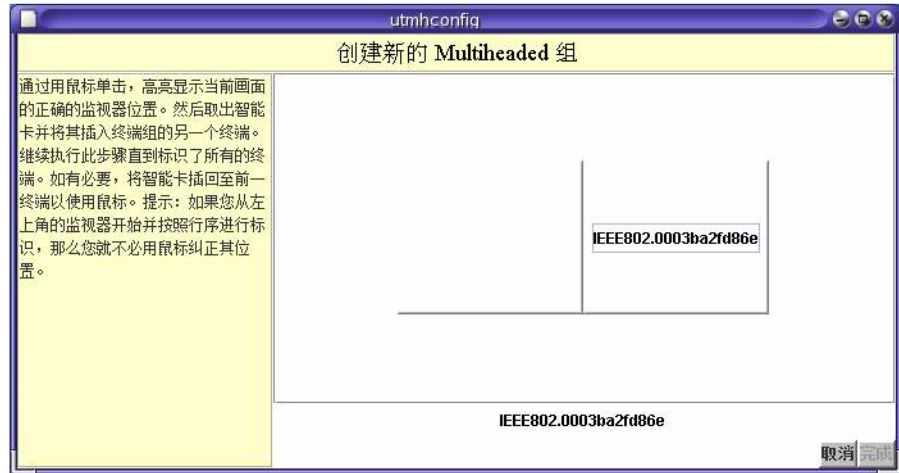 utmhconfig
创建新的 Multiheaded 组
通过用鼠标单击，高亮显示当前画面
的正确的监视器位置。然后取出智能
卡并将其插入终端组的另一个终端。
继续执行此步骤直到标识了所有的终
端。如有必要，将智能卡插回至前一
终端以使用鼠标。提示：如果您从左
上角的监视器开始并按照行序进行标
识，那么您就不必用鼠标纠正其位
置。
IEEE802.0003ba2fd86e
IEEE802.0003ba2fd86e
取消 完成